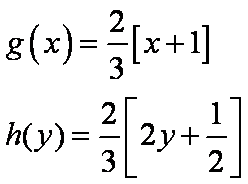 g(x) = 2/3 [x + 1]
h(y) = 2/3 [2y + 1/2]